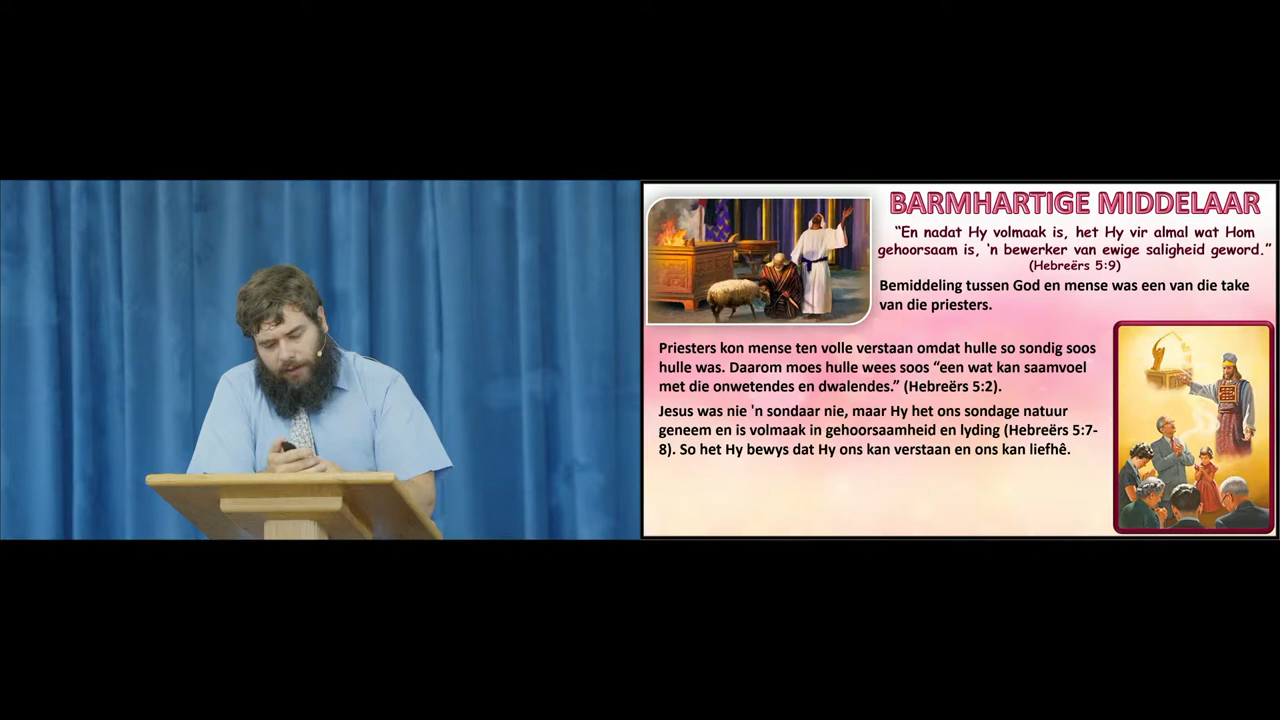 BARMHARTIGE MIDDELAAR
“En nadat Hy volmaak is, het Hy vir almal wat Hom
gehoorsaam is, ‘n bewerker van ewige saligheid geword.”
(Hebreërs 5:9)
Bemiddeling tussen God en mense was een van die take
van die priesters.
Priesters kon mense ten volle verstaan omdat hulle so sondig soos
hulle was. Daarom moes hulle wees soos “een wat kan saamvoel
met die onwetendes en dwalendes.” (Hebreërs 5:2).
Jesus was nie 'n sondaar nie, maar Hy het ons sondage natuur
geneem en is volmaak in gehoorsaamheid en lyding (Hebreërs 5:7-
8). So het Hy bewys dat Hy ons kan verstaan en ons kan liefhê.